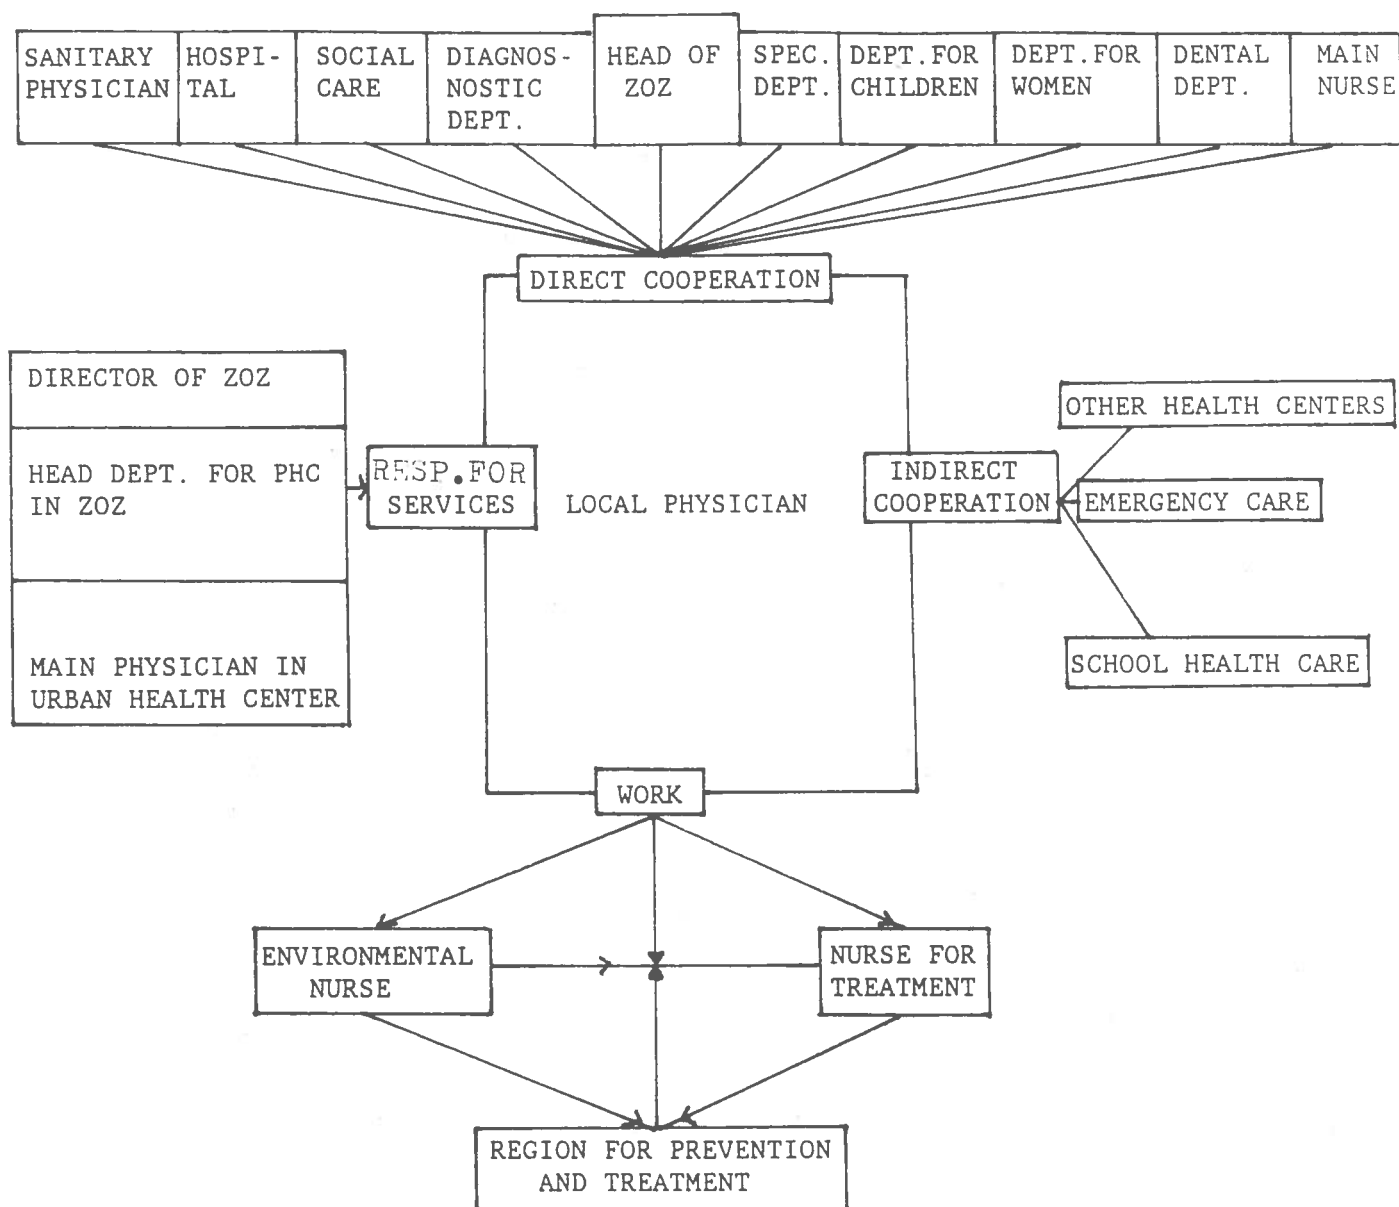 SANITARY
PHYSICIAN
HOSPI-
TAL
SOCIAL
CARE
DIAGNOS-
NOSTIC
DEPT.
HEAD OF
ZOZ
SPEC.
DEPT.
DEPT.FOR
CHILDREN
DEPT.FOR
WOMEN
DENTAL
DEPT.
MAIN
NURSE
DIRECT COOPERATION
DIRECTOR OF ZOZ
HEAD DEPT. FOR PHC
IN ZOZ
MAIN PHYSICIAN IN
URBAN HEALTH CENTER
RESP.FOR
SERVICES
LOCAL PHYSICIAN
INDIRECT
COOPERATION
OTHER HEALTH CENTERS
EMERGENCY CARE
SCHOOL HEALTH CARE
WORK
ENVIRONMENTAL
NURSE
NURSE FOR
TREATMENT
REGION FOR PREVENTION
AND TREATMENT